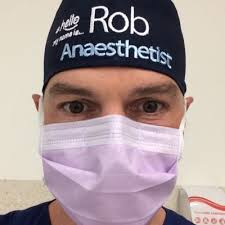 hello
my name is...
Rob
Anaesthetist